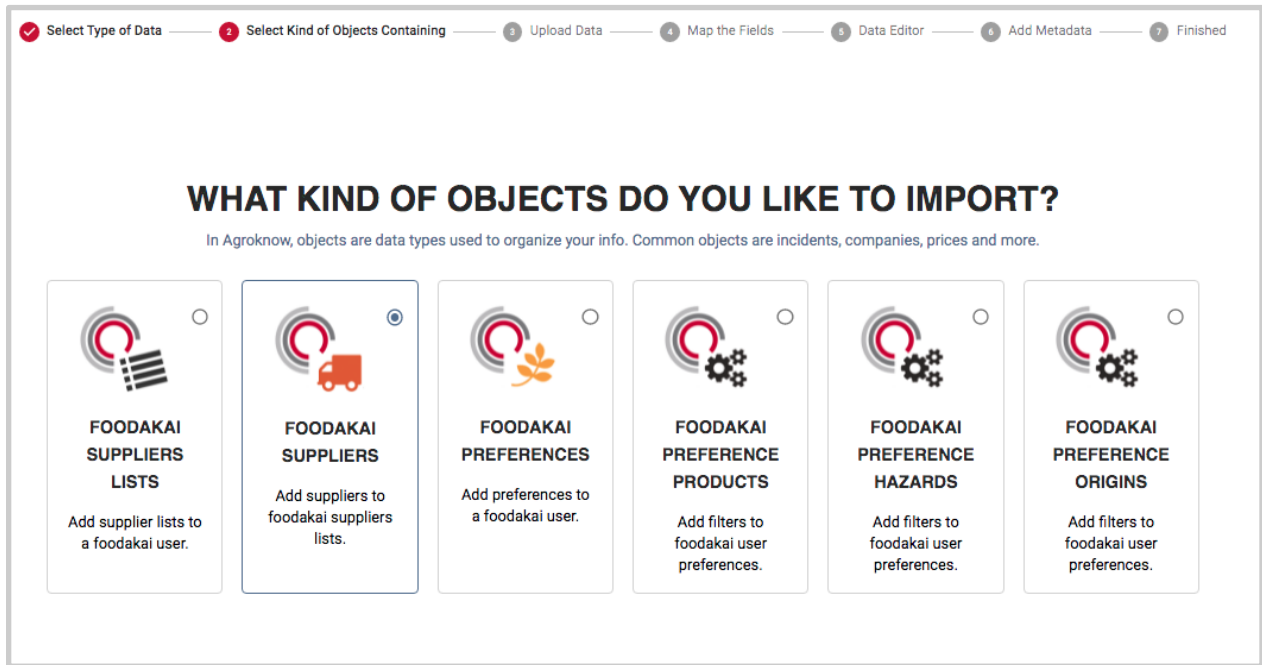 Select Type of Data
2 Select Kind of Objects Containing
3 Upload Data
4 Map the Fields
5 Data Editor
6 Add Metadata
7 Finished
WHAT KIND OF OBJECTS DO YOU LIKE TO IMPORT?
In Agroknow, objects are data types used to organize your info. Common objects are incidents, companies, prices and more.
FOODAKAI
SUPPLIERS
LISTS
Add supplier lists to
a foodakai user.
FOODAKAI
SUPPLIERS
Add suppliers to
foodakai suppliers
lists.
FOODAKAI
PREFERENCES
Add preferences to
a foodakai user.
FOODAKAI
PREFERENCE
PRODUCTS
Add filters to
foodakai user
preferences.
FOODAKAI
PREFERENCE
HAZARDS
Add filters to
foodakai user
preferences.
FOODAKAI
PREFERENCE
ORIGINS
Add filters to
foodakai user
preferences.